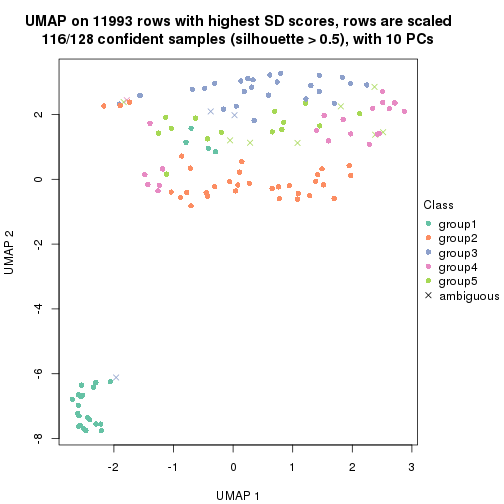 UMAP on 11993 rows with highest SD scores, rows are scaled
116/128 confident samples (silhouette > 0.5), with 10 PCs
UMAP 2
2
0
-2
-4
-6
-8
-2
-1
0
1
2
3
UMAP 1
Class
group1
group2
group3
group4
group5
ambiguous